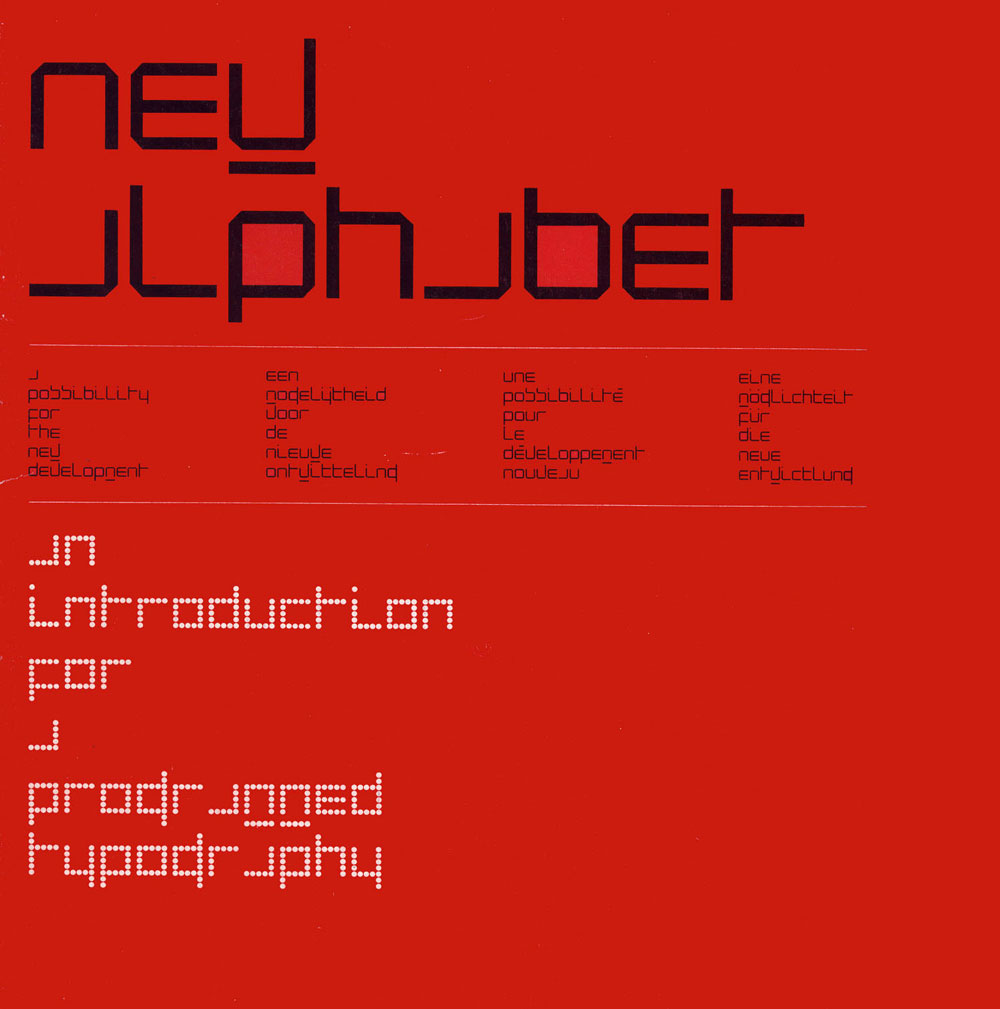 new
alphabet
a
possibility
for
the
new
development
een
mogelijkheid
voor
de
nieuwe
ontwikkeling
une
possibilité
pour
le
développement
nouveau
eine
möglichkeit
für
die
neue
entwicklung
an
introduction
for
a
programmed
typography